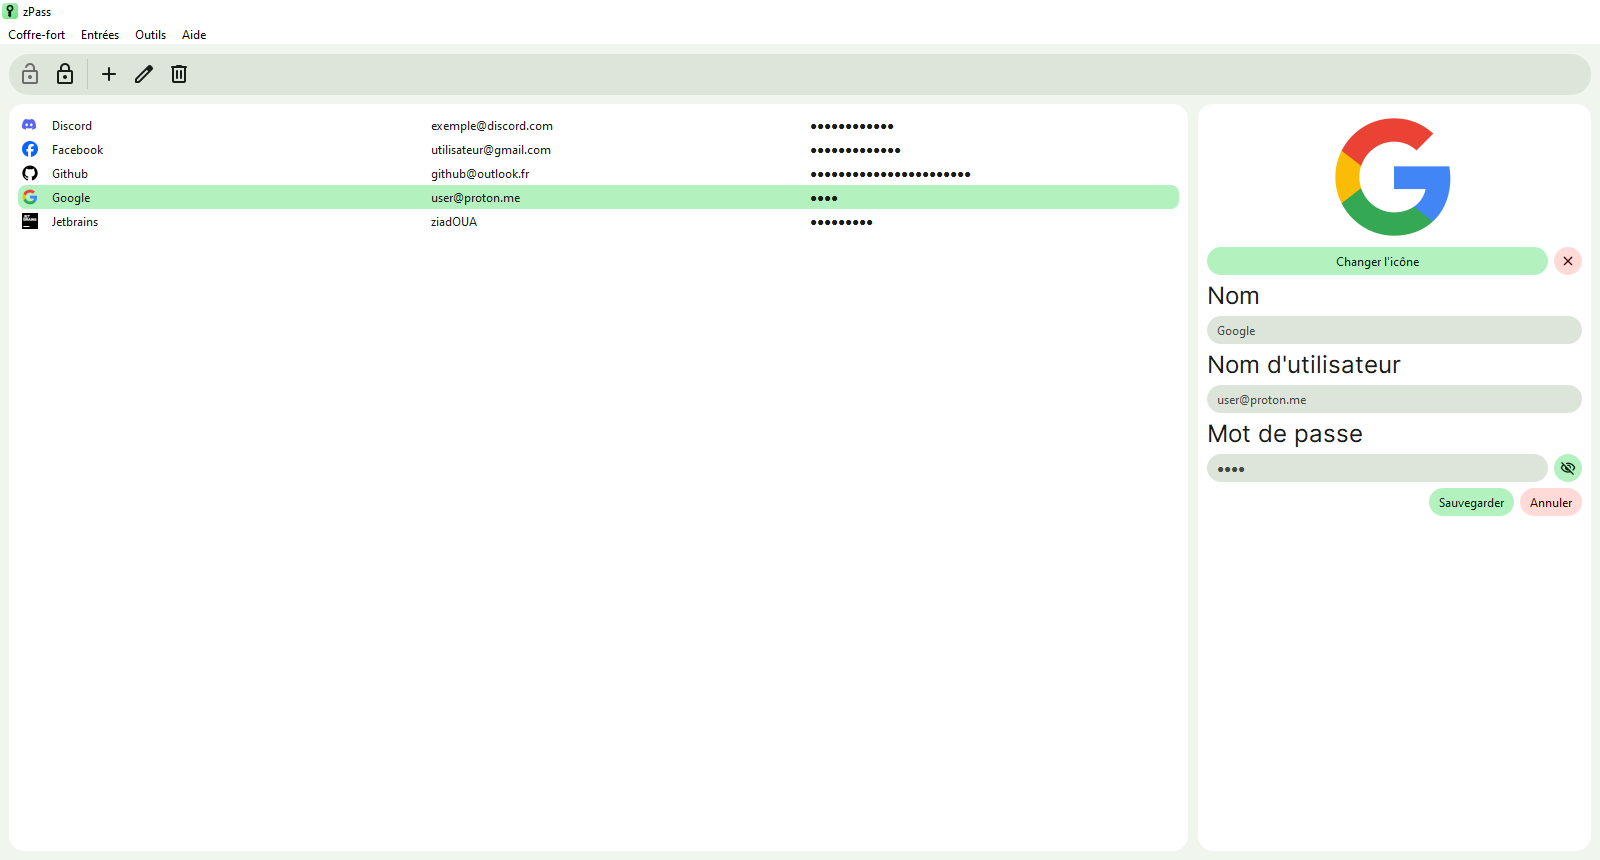 zPass
Coffre-fort Entrées Outils Aide
Discord exemple@discord.com ••••••••••••
Facebook utilisateur@gmail.com •••••••••••••
Github github@outlook.fr •••••••••••••••••••••••
Google user@proton.me ••••
Jetbrains ziadOUA •••••••••
Changer l'icône
Nom
Google
Nom d'utilisateur
user@proton.me
Mot de passe
••••
Sauvegarder Annuler